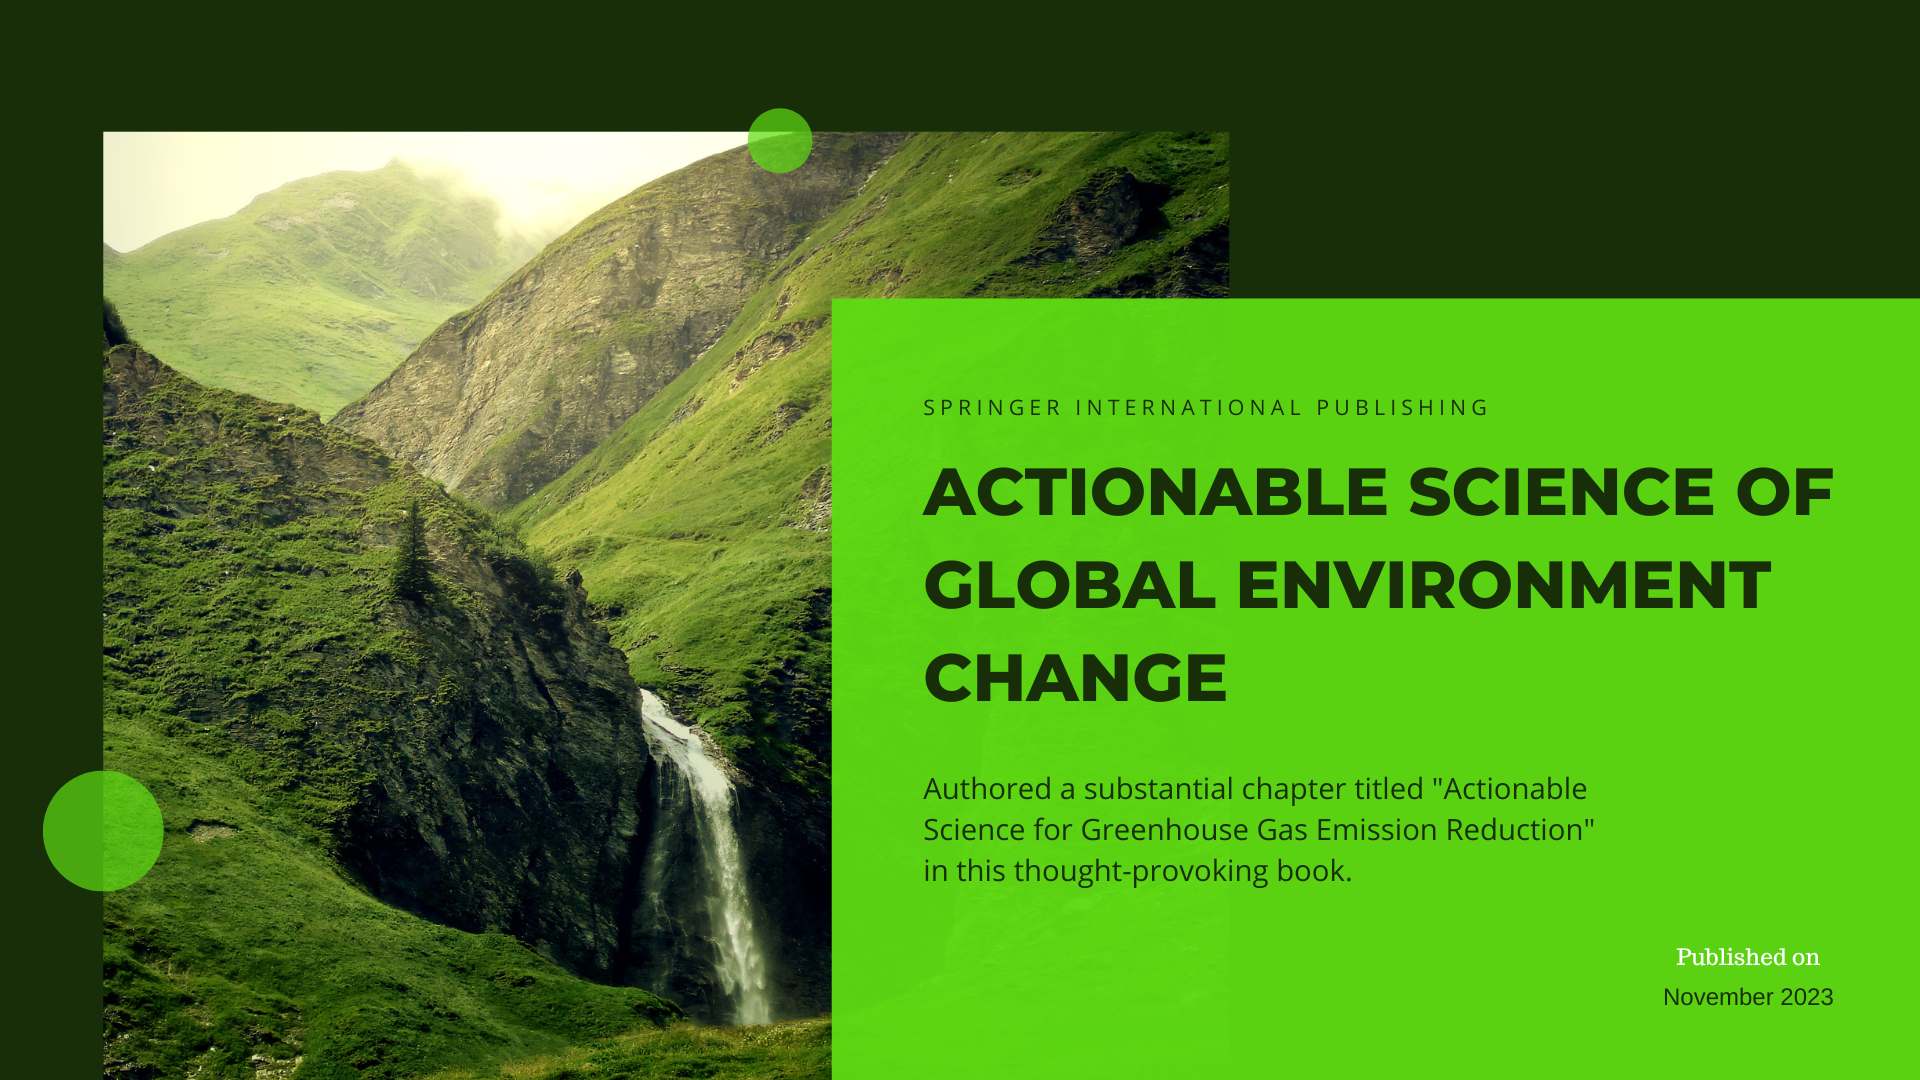 SPRINGER INTERNATIONAL PUBLISHING
ACTIONABLE SCIENCE OF
GLOBAL ENVIRONMENT
CHANGE
Authored a substantial chapter titled "Actionable
Science for Greenhouse Gas Emission Reduction"
in this thought-provoking book.
Published on
November 2023